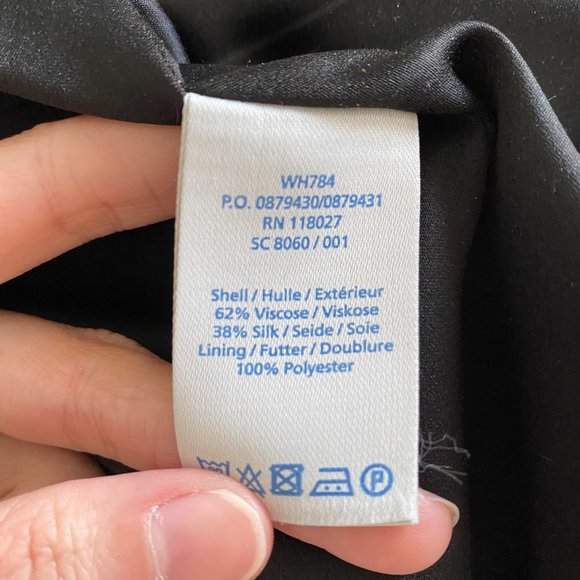 WH784
P.O. 0879430/0879431
RN 118027
SC 8060 / 001
Shell / Hulle / Extérieur
62% Viscose / Viskose
38% Silk / Seide / Soie
Lining / Futter / Doublure
100% Polyester
P